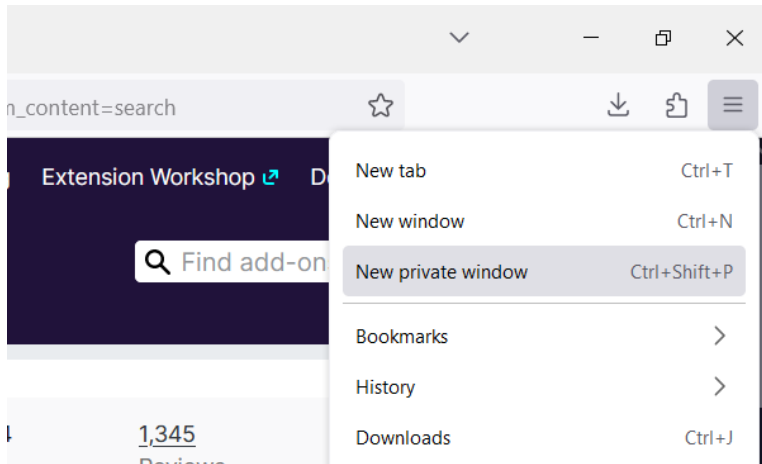 n_content=search
Extension Workshop
Find add-on
New tab Ctrl+T
New window Ctrl+N
New private window Ctrl+Shift+P
Bookmarks
History
Downloads Ctrl+J
1,345
Reviews